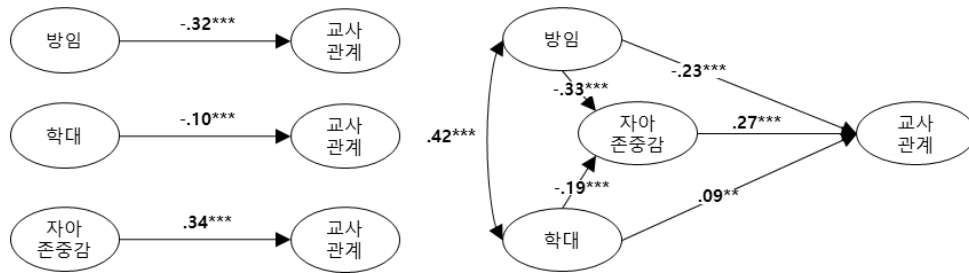 방임
-.32***
교사
관계
학대
-.10***
교사
관계
자아
존중감
.34***
교사
관계
방임
-.23***
-.33***
.42***
자아
존중감
.27***
교사
관계
-.19***
.09**
학대